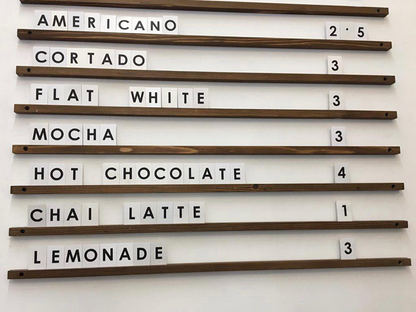 AMERICANO 2·5
CORTADO 3
FLAT WHITE 3
MOCHA 3
HOT CHOCOLATE 4
CHAI LATTE 1
LEMONADE 3